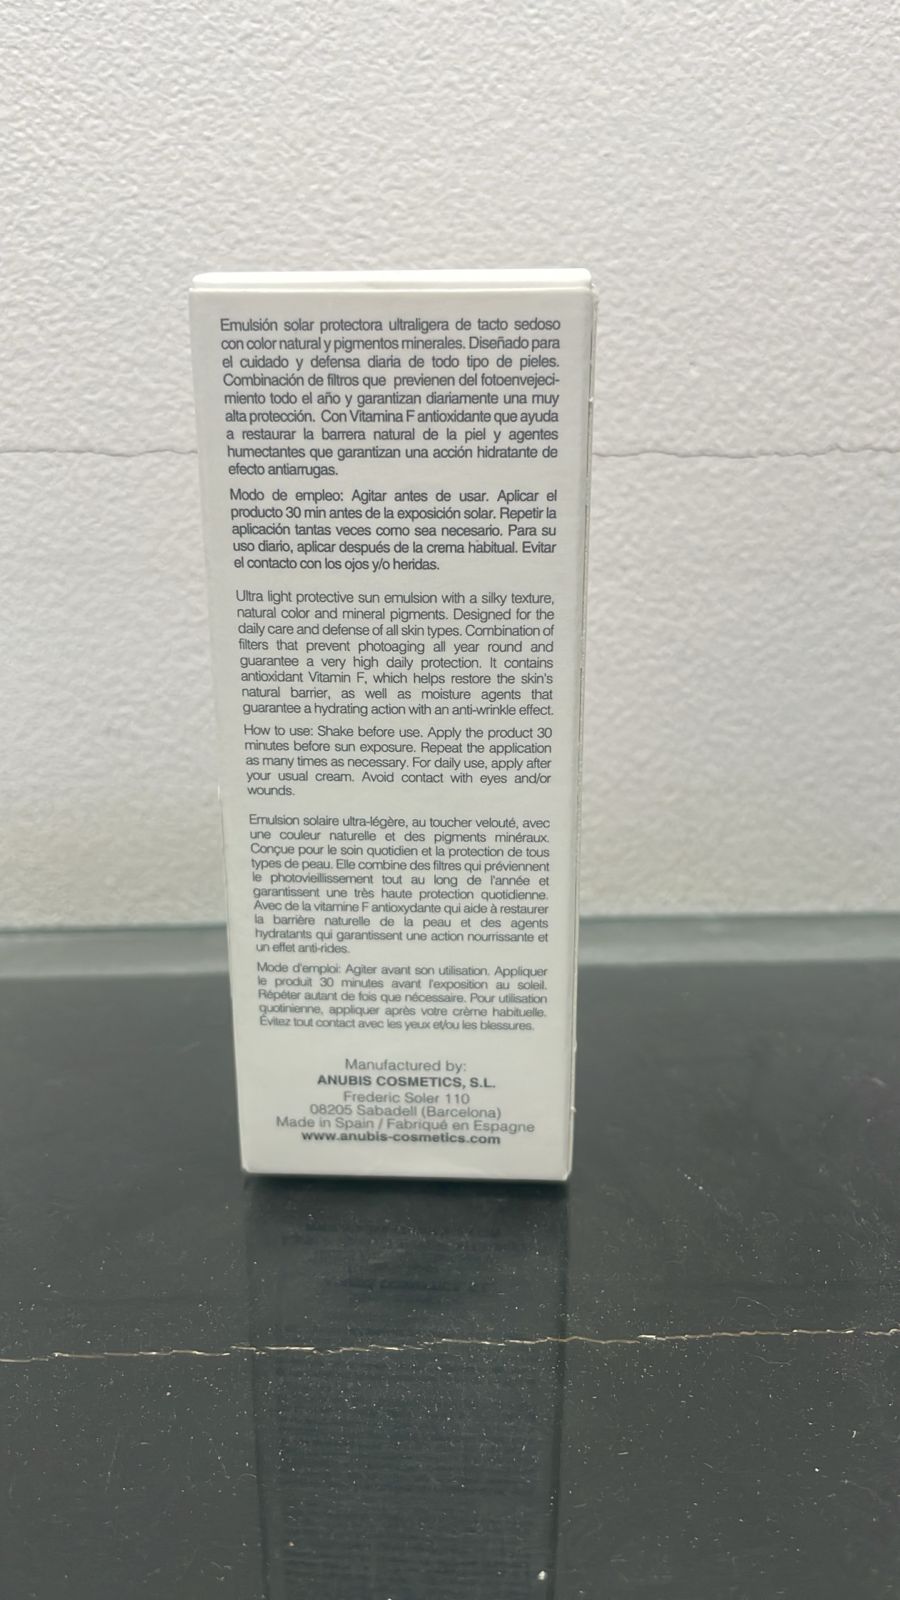 Emulsión solar protectora ultraligera de tacto sedoso
con color natural y pigmentos minerales. Diseñado para
el cuidado y defensa diaria de todo tipo de pieles.
Combinación de filtros que previenen del fotoenvejeci-
miento todo el año y garantizan diariamente una muy
alta protección. Con Vitamina F antioxidante que ayuda
a restaurar la barrera natural de la piel y agentes
humectantes que garantizan una acción hidratante de
efecto antiarrugas.
Modo de empleo: Agitar antes de usar. Aplicar el
producto 30 min antes de la exposición solar. Repetir la
aplicación tantas veces como sea necesario. Para su
uso diario, aplicar después de la crema habitual. Evitar
el contacto con los ojos y/o heridas.
Ultra light protective sun emulsion with a silky texture,
natural color and mineral pigments. Designed for the
daily care and defense of all skin types. Combination of
filters that prevent photoaging all year round and
guarantee a very high daily protection. It contains
antioxidant Vitamin F, which helps restore the skin's
natural barrier, as well as moisture agents that
guarantee a hydrating action with an anti-wrinkle effect.
How to use: Shake before use. Apply the product 30
minutes before sun exposure. Repeat the application
as many times as necessary. For daily use, apply after
your usual cream. Avoid contact with eyes and/or
wounds.
Emulsion solaire ultra-légère, au toucher velouté, avec
une couleur naturelle et des pigments minéraux.
Conçue pour le soin quotidien et la protection de tous
types de peau. Elle combine des filtres qui préviennent
le photovieillissement tout au long de l'année et
garantissent une très haute protection quotidienne.
Avec de la vitamine F antioxydante qui aide à restaurer
la barrière naturelle de la peau et des agents
hydratants qui garantissent une action nourrissante et
un effet anti-rides.
Mode d'emploi: Agiter avant son utilisation. Appliquer
le produit 30 minutes avant l'exposition au soleil.
Répéter autant de fois que nécessaire. Pour utilisation
quotinienne, appliquer après votre crème habituelle.
Évitez tout contact avec les yeux et/ou les blessures.
Manufactured by:
ANUBIS COSMETICS, S.L.
Frederic Soler 110
08205 Sabadell (Barcelona)
Made in Spain / Fabriqué en Espagne
www.anubis-cosmetics.com